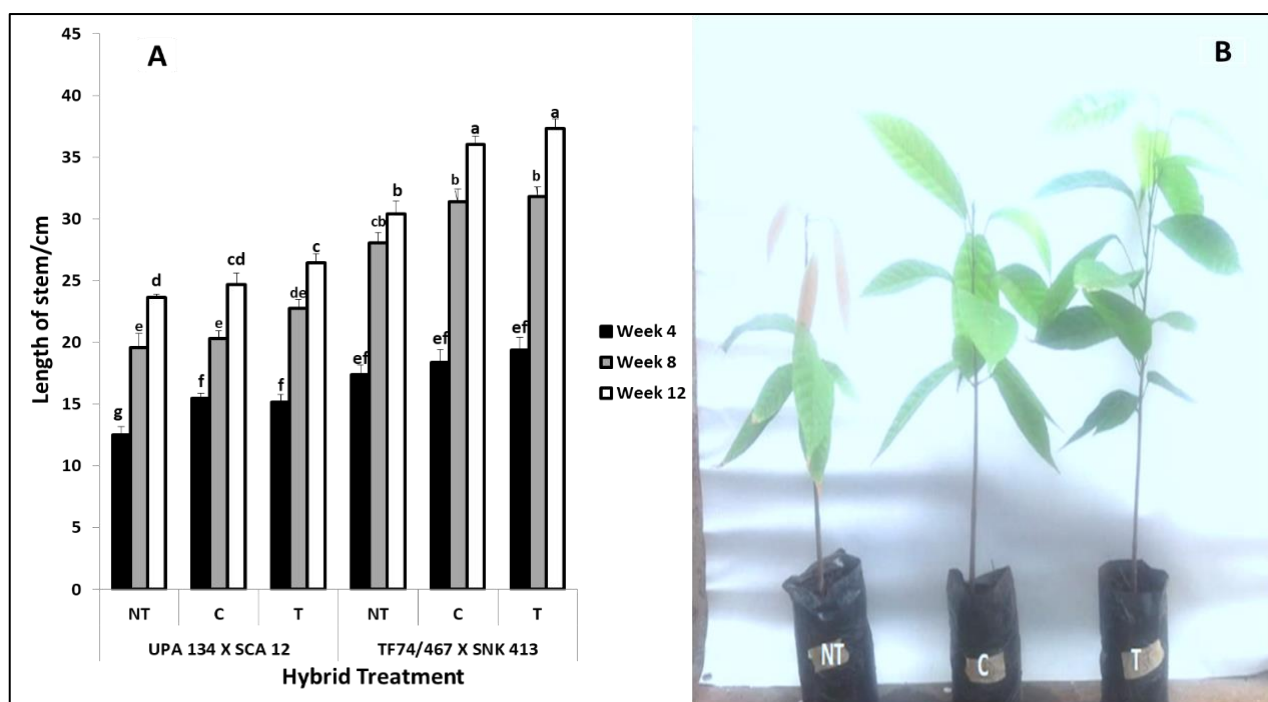 A
B
45
40
35
30
25
20
15
10
5
0
Length of stem/cm
g
e
d
f
e
cd
f
de
c
ef
cb
b
ef
b
a
ef
b
a
Week 4
Week 8
Week 12
NT C T NT C T
UPA 134 X SCA 12 TF74/467 X SNK 413
Hybrid Treatment
NT C T